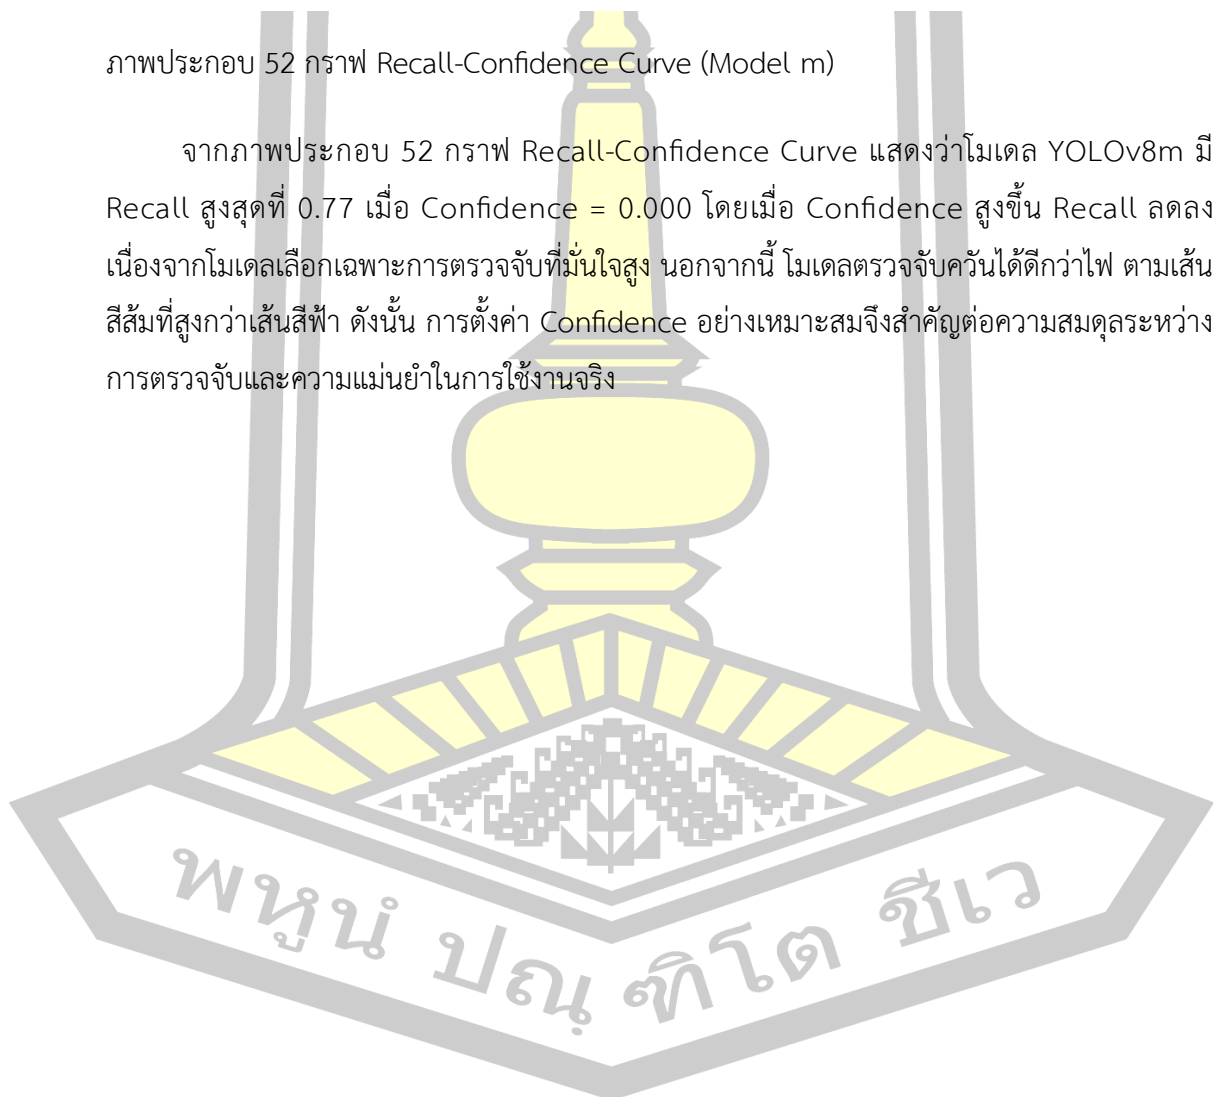 ภาพประกอบ 52 กราฟ Recall-Confidence Curve (Model m)
จากภาพประกอบ 52 กราฟ Recall-Confidence Curve แสดงว่าโมเดล YOLOv8m มี
Recall สูงสุดที่ 0.77 เมื่อ Confidence = 0.000 โดยเมื่อ Confidence สูงขึ้น Recall ลดลง
เนื่องจากโมเดลเลือกเฉพาะการตรวจจับที่มั่นใจสูง นอกจากนี้ โมเดลตรวจจับควันได้ดีกว่าไฟ ตามเส้น
สีส้มที่สูงกว่าเส้นสีฟ้า ดังนั้น การตั้งค่า Confidence อย่างเหมาะสมจึงสำคัญต่อความสมดุลระหว่าง
การตรวจจับและความแม่นยำในการใช้งานจริง
พหูนํ ปณฺฑิโต ชีเว